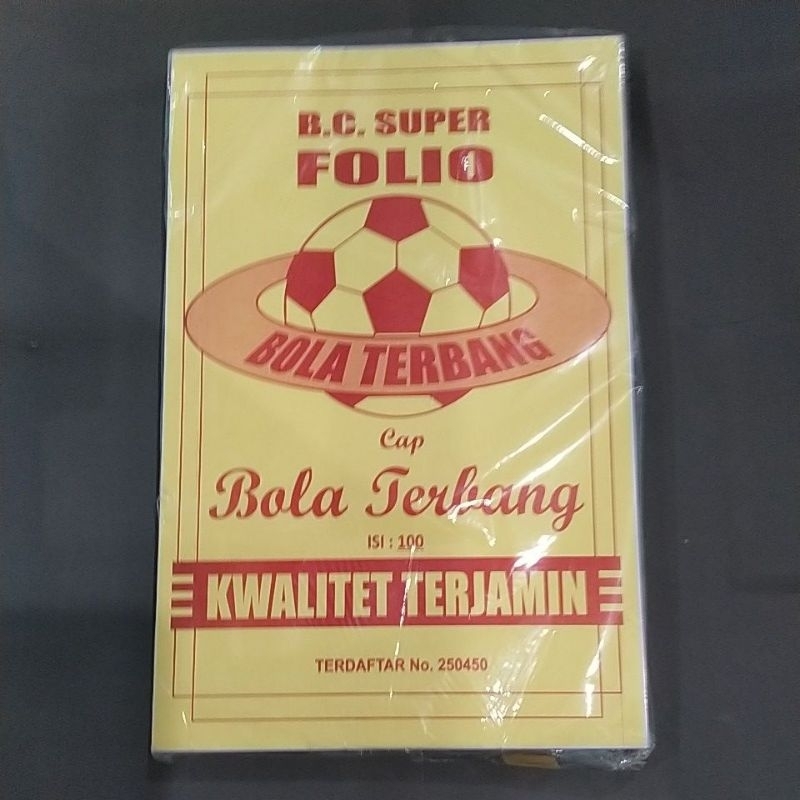 B.C. SUPER
FOLIO
BOLA TERBANG
Cap
Bola Terbang
ISI : 100
KWALITET TERJAMIN
TERDAFTAR No. 250450